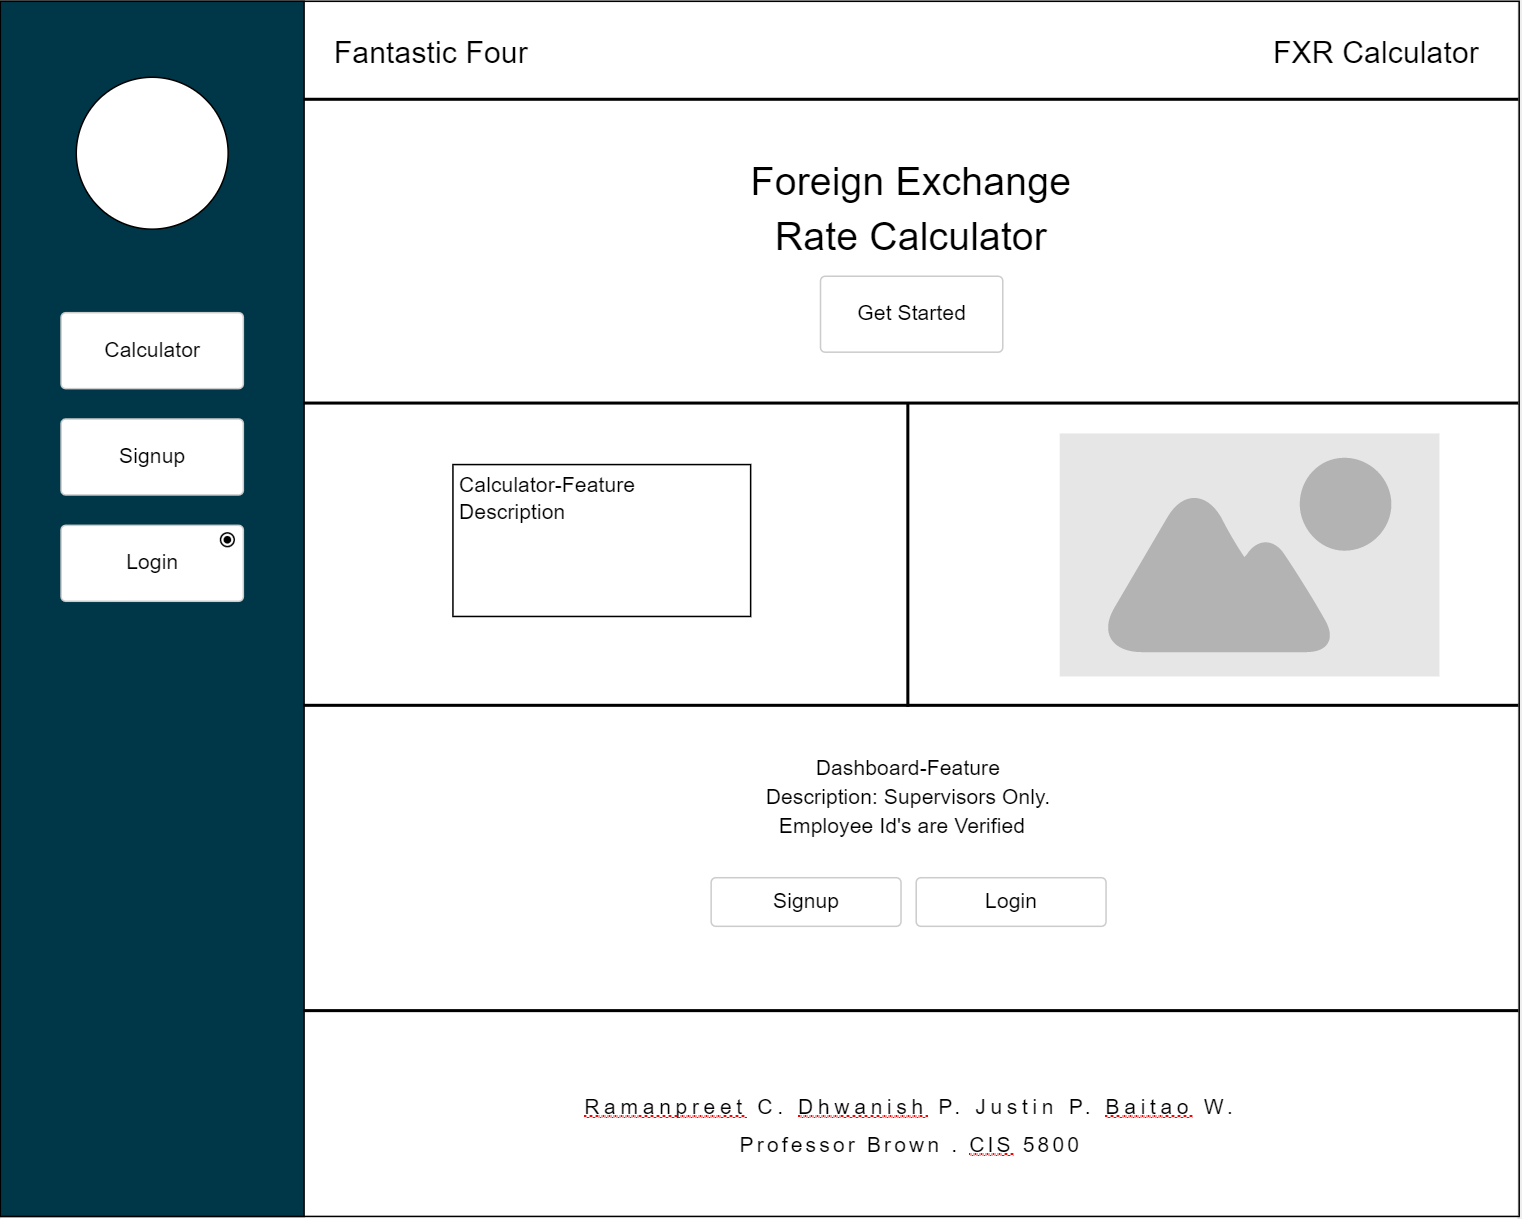 Fantastic Four
FXR Calculator
Foreign Exchange
Rate Calculator
Get Started
Calculator
Signup
Login
Calculator-Feature
Description
Dashboard-Feature
Description: Supervisors Only.
Employee Id's are Verified
Signup
Login
Ramanpreet C. Dhwanish P. Justin P. Baitao W.
Professor Brown . CIS 5800